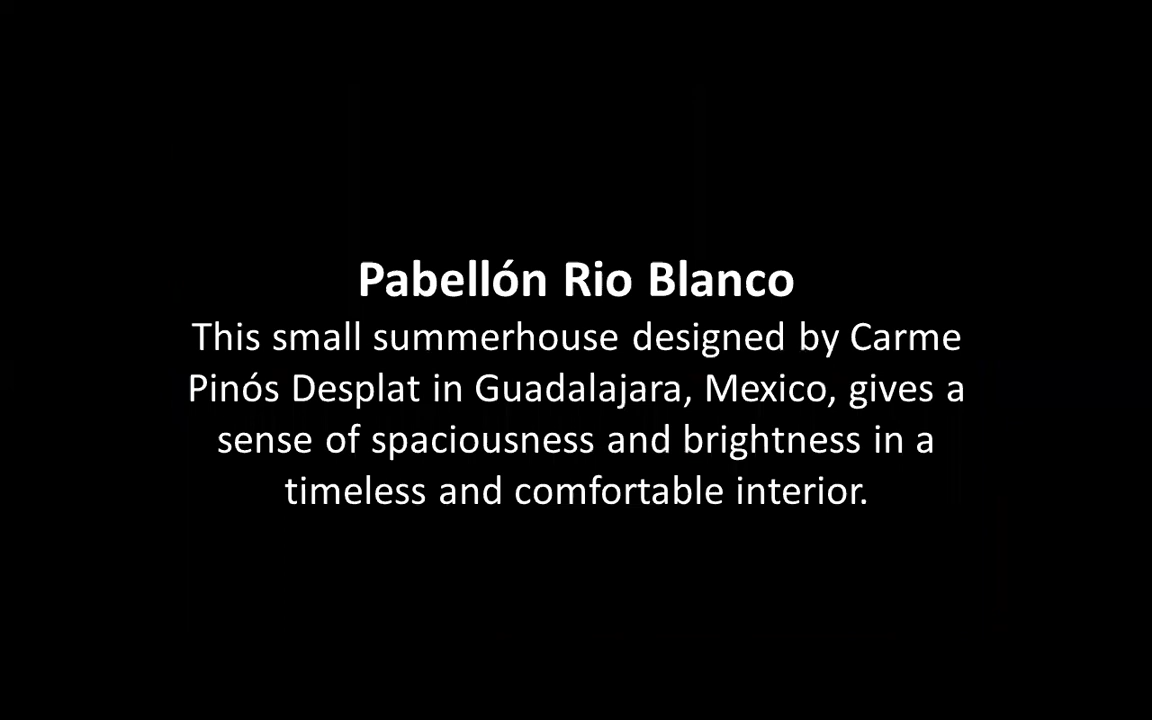 Pabellón Rio Blanco
This small summerhouse designed by Carme
Pinós Desplat in Guadalajara, Mexico, gives a
sense of spaciousness and brightness in a
timeless and comfortable interior.